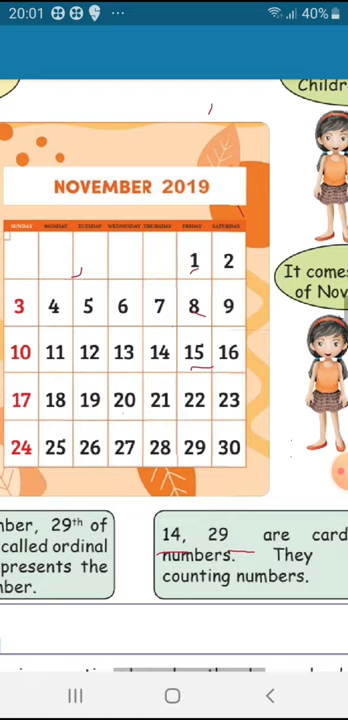 20:01
40%
Childr
NOVEMBER 2019
SUNDAY MONDAY TUESDAY WEDNESDAY THURSDAY FRIDAY SATURDAY
1 2
3 4 5 6 7 8 9
10 11 12 13 14 15 16
17 18 19 20 21 22 23
24 25 26 27 28 29 30
It comes
of Nov
nber, 29th of
called ordinal
presents the
ber.
14, 29 are card
numbers. They
counting numbers.